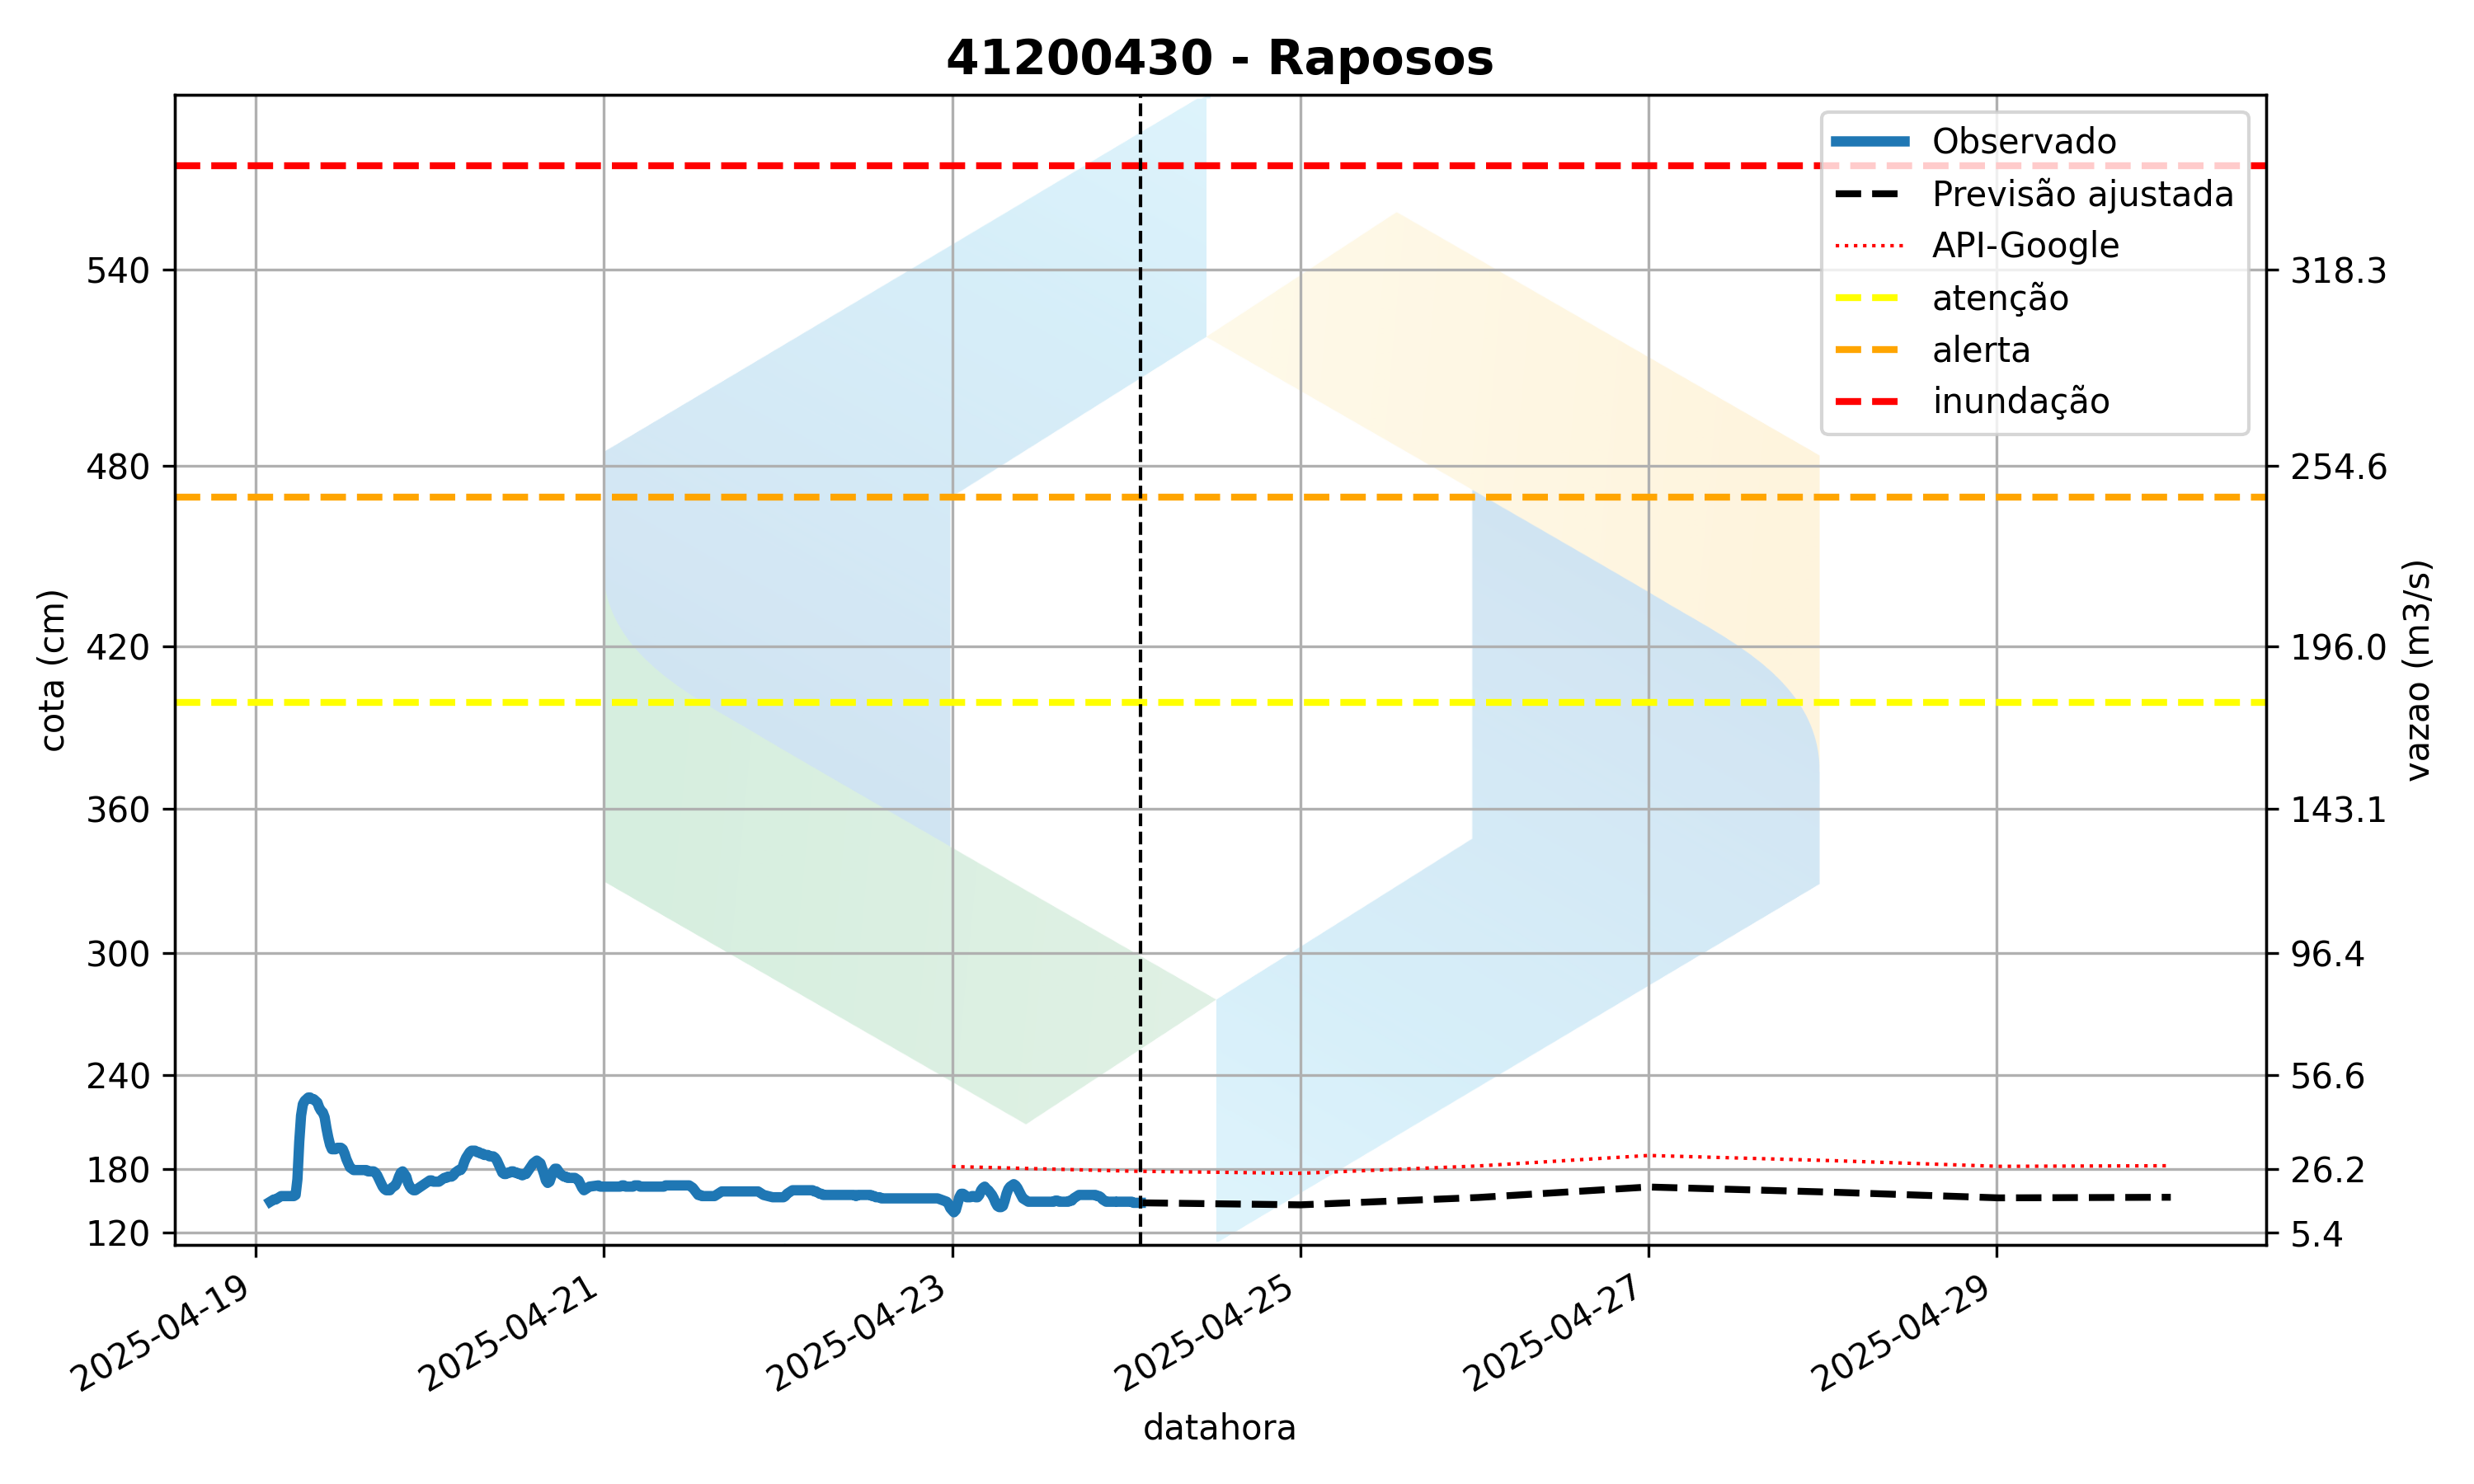 41200430 - Raposos
Observado
Previsão ajustada
API-Google
atenção
alerta
inundação
cota (cm)
540
480
420
360
300
240
180
120
318.3
254.6
196.0
143.1
96.4
56.6
26.2
5.4
vazao (m3/s)
2025-04-19
2025-04-21
2025-04-23
2025-04-25
2025-04-27
2025-04-29
datahora